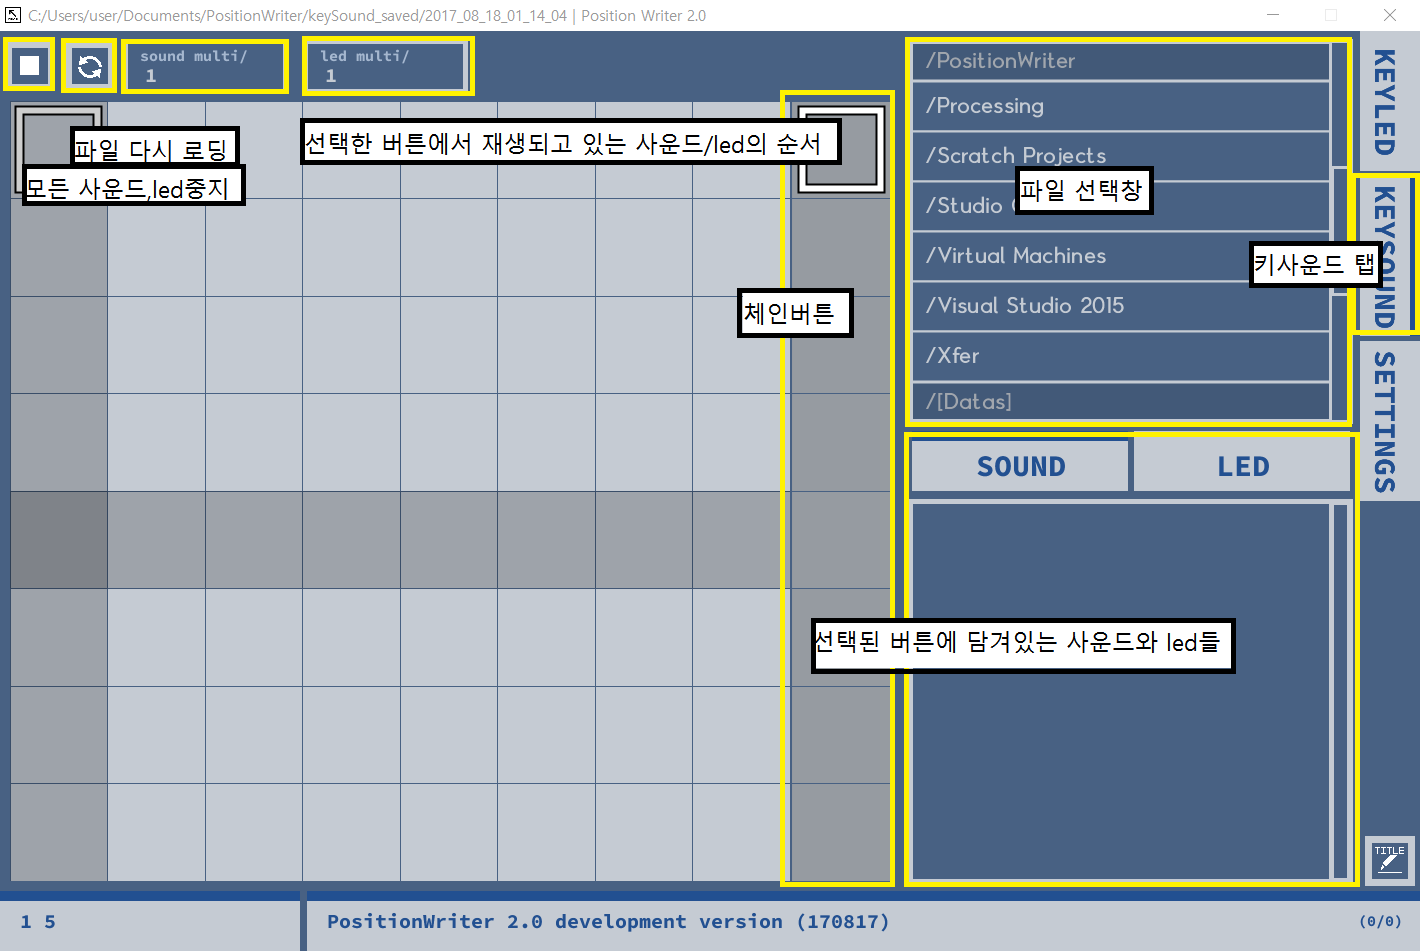 C:/Users/user/Documents/PositionWriter/keySound_saved/2017_08_18_01_14_04 | Position Writer 2.0
sound multi/
1
led multi/
1
파일 다시 로딩
모든 사운드,led중지
선택한 버튼에서 재생되고 있는 사운드/led의 순서
체인버튼
/PositionWriter
/Processing
/Scratch Projects
/Studio
/Virtual Machines
/Visual Studio 2015
/Xfer
/[Datas]
파일 선택창
KEYLED
KEYSOUND
키사운드 탭
SETTINGS
SOUND
LED
선택된 버튼에 담겨있는 사운드와 led들
TITLE
1 5
PositionWriter 2.0 development version (170817)
(0/0)